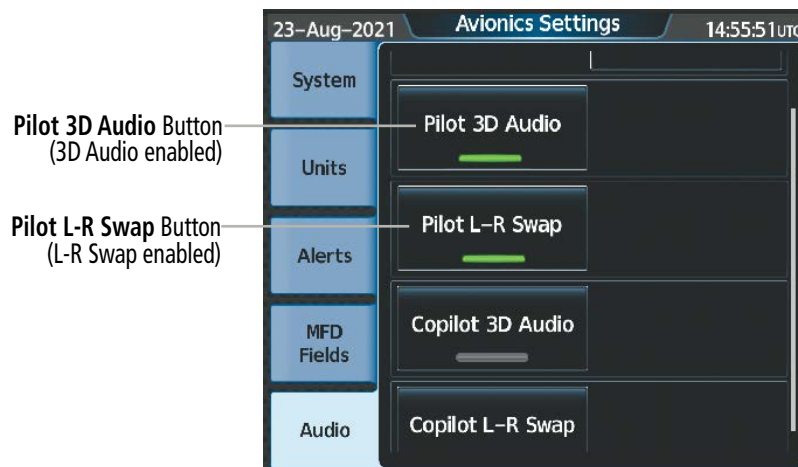 23-Aug-2021
Avionics Settings
14:55:51UTC
System
Pilot 3D Audio Button
(3D Audio enabled)
Pilot 3D Audio
Units
Pilot L-R Swap Button
(L-R Swap enabled)
Pilot L-R Swap
Alerts
MFD
Fields
Copilot 3D Audio
Audio
Copilot L-R Swap